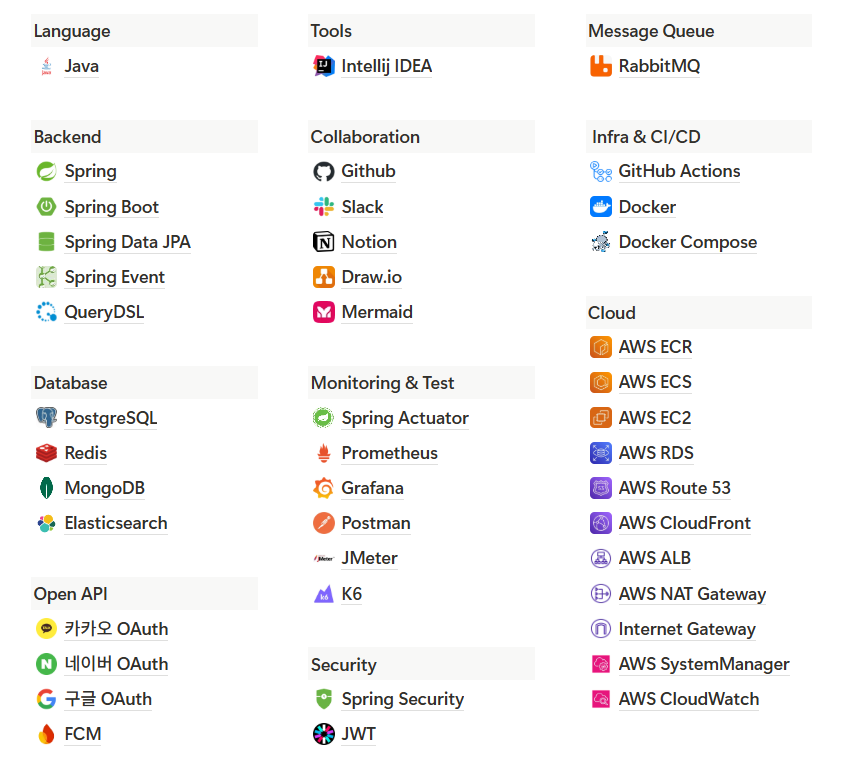 Language
Java
Backend
Spring
Spring Boot
Spring Data JPA
Spring Event
QueryDSL
Database
PostgreSQL
Redis
MongoDB
Elasticsearch
Open API
카카오 OAuth
네이버 OAuth
구글 OAuth
FCM
Tools
Intellij IDEA
Collaboration
Github
Slack
Notion
Draw.io
Mermaid
Monitoring & Test
Spring Actuator
Prometheus
Grafana
Postman
JMeter
K6
Security
Spring Security
JWT
Message Queue
RabbitMQ
Infra & CI/CD
GitHub Actions
Docker
Docker Compose
Cloud
AWS ECR
AWS ECS
AWS EC2
AWS RDS
AWS Route 53
AWS CloudFront
AWS ALB
AWS NAT Gateway
Internet Gateway
AWS SystemManager
AWS CloudWatch